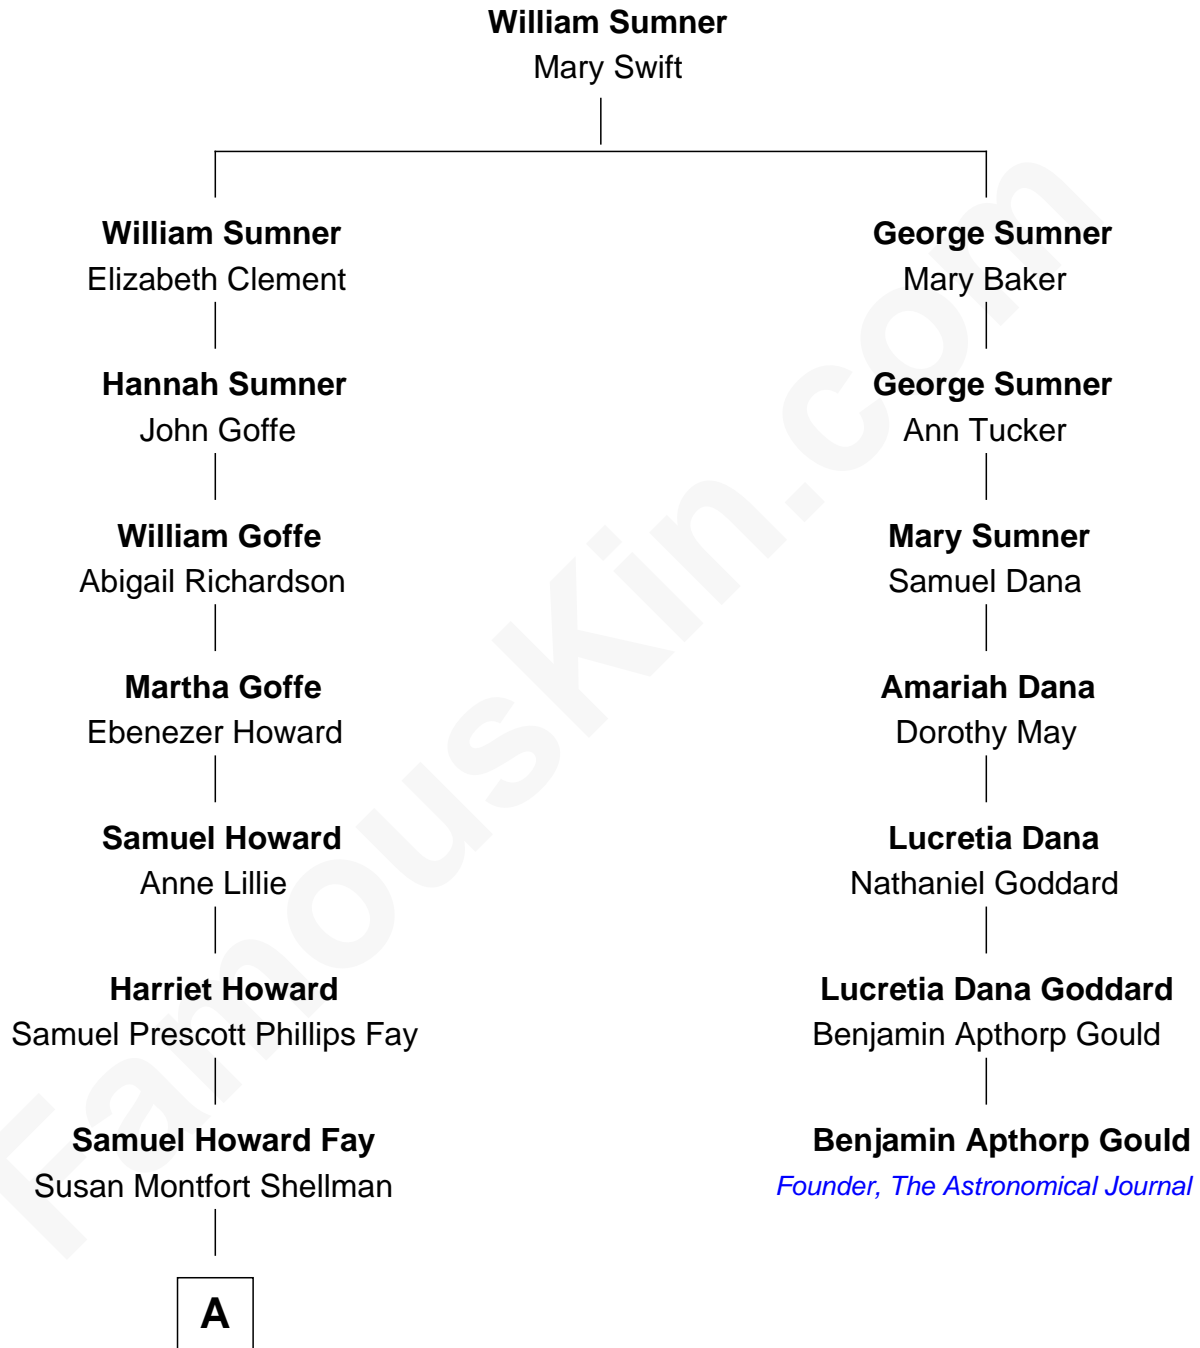 William Sumner
Mary Swift
William Sumner
Elizabeth Clement
George Sumner
Mary Baker
Hannah Sumner
John Goffe
George Sumner
Ann Tucker
William Goffe
Abigail Richardson
Mary Sumner
Samuel Dana
Martha Goffe
Ebenezer Howard
Amariah Dana
Dorothy May
Samuel Howard
Anne Lillie
Lucretia Dana
Nathaniel Goddard
Harriet Howard
Samuel Prescott Phillips Fay
Lucretia Dana Goddard
Benjamin Apthorp Gould
Samuel Howard Fay
Susan Montfort Shellman
Benjamin Apthorp Gould
Founder, The Astronomical Journal
A
FamousKin.com